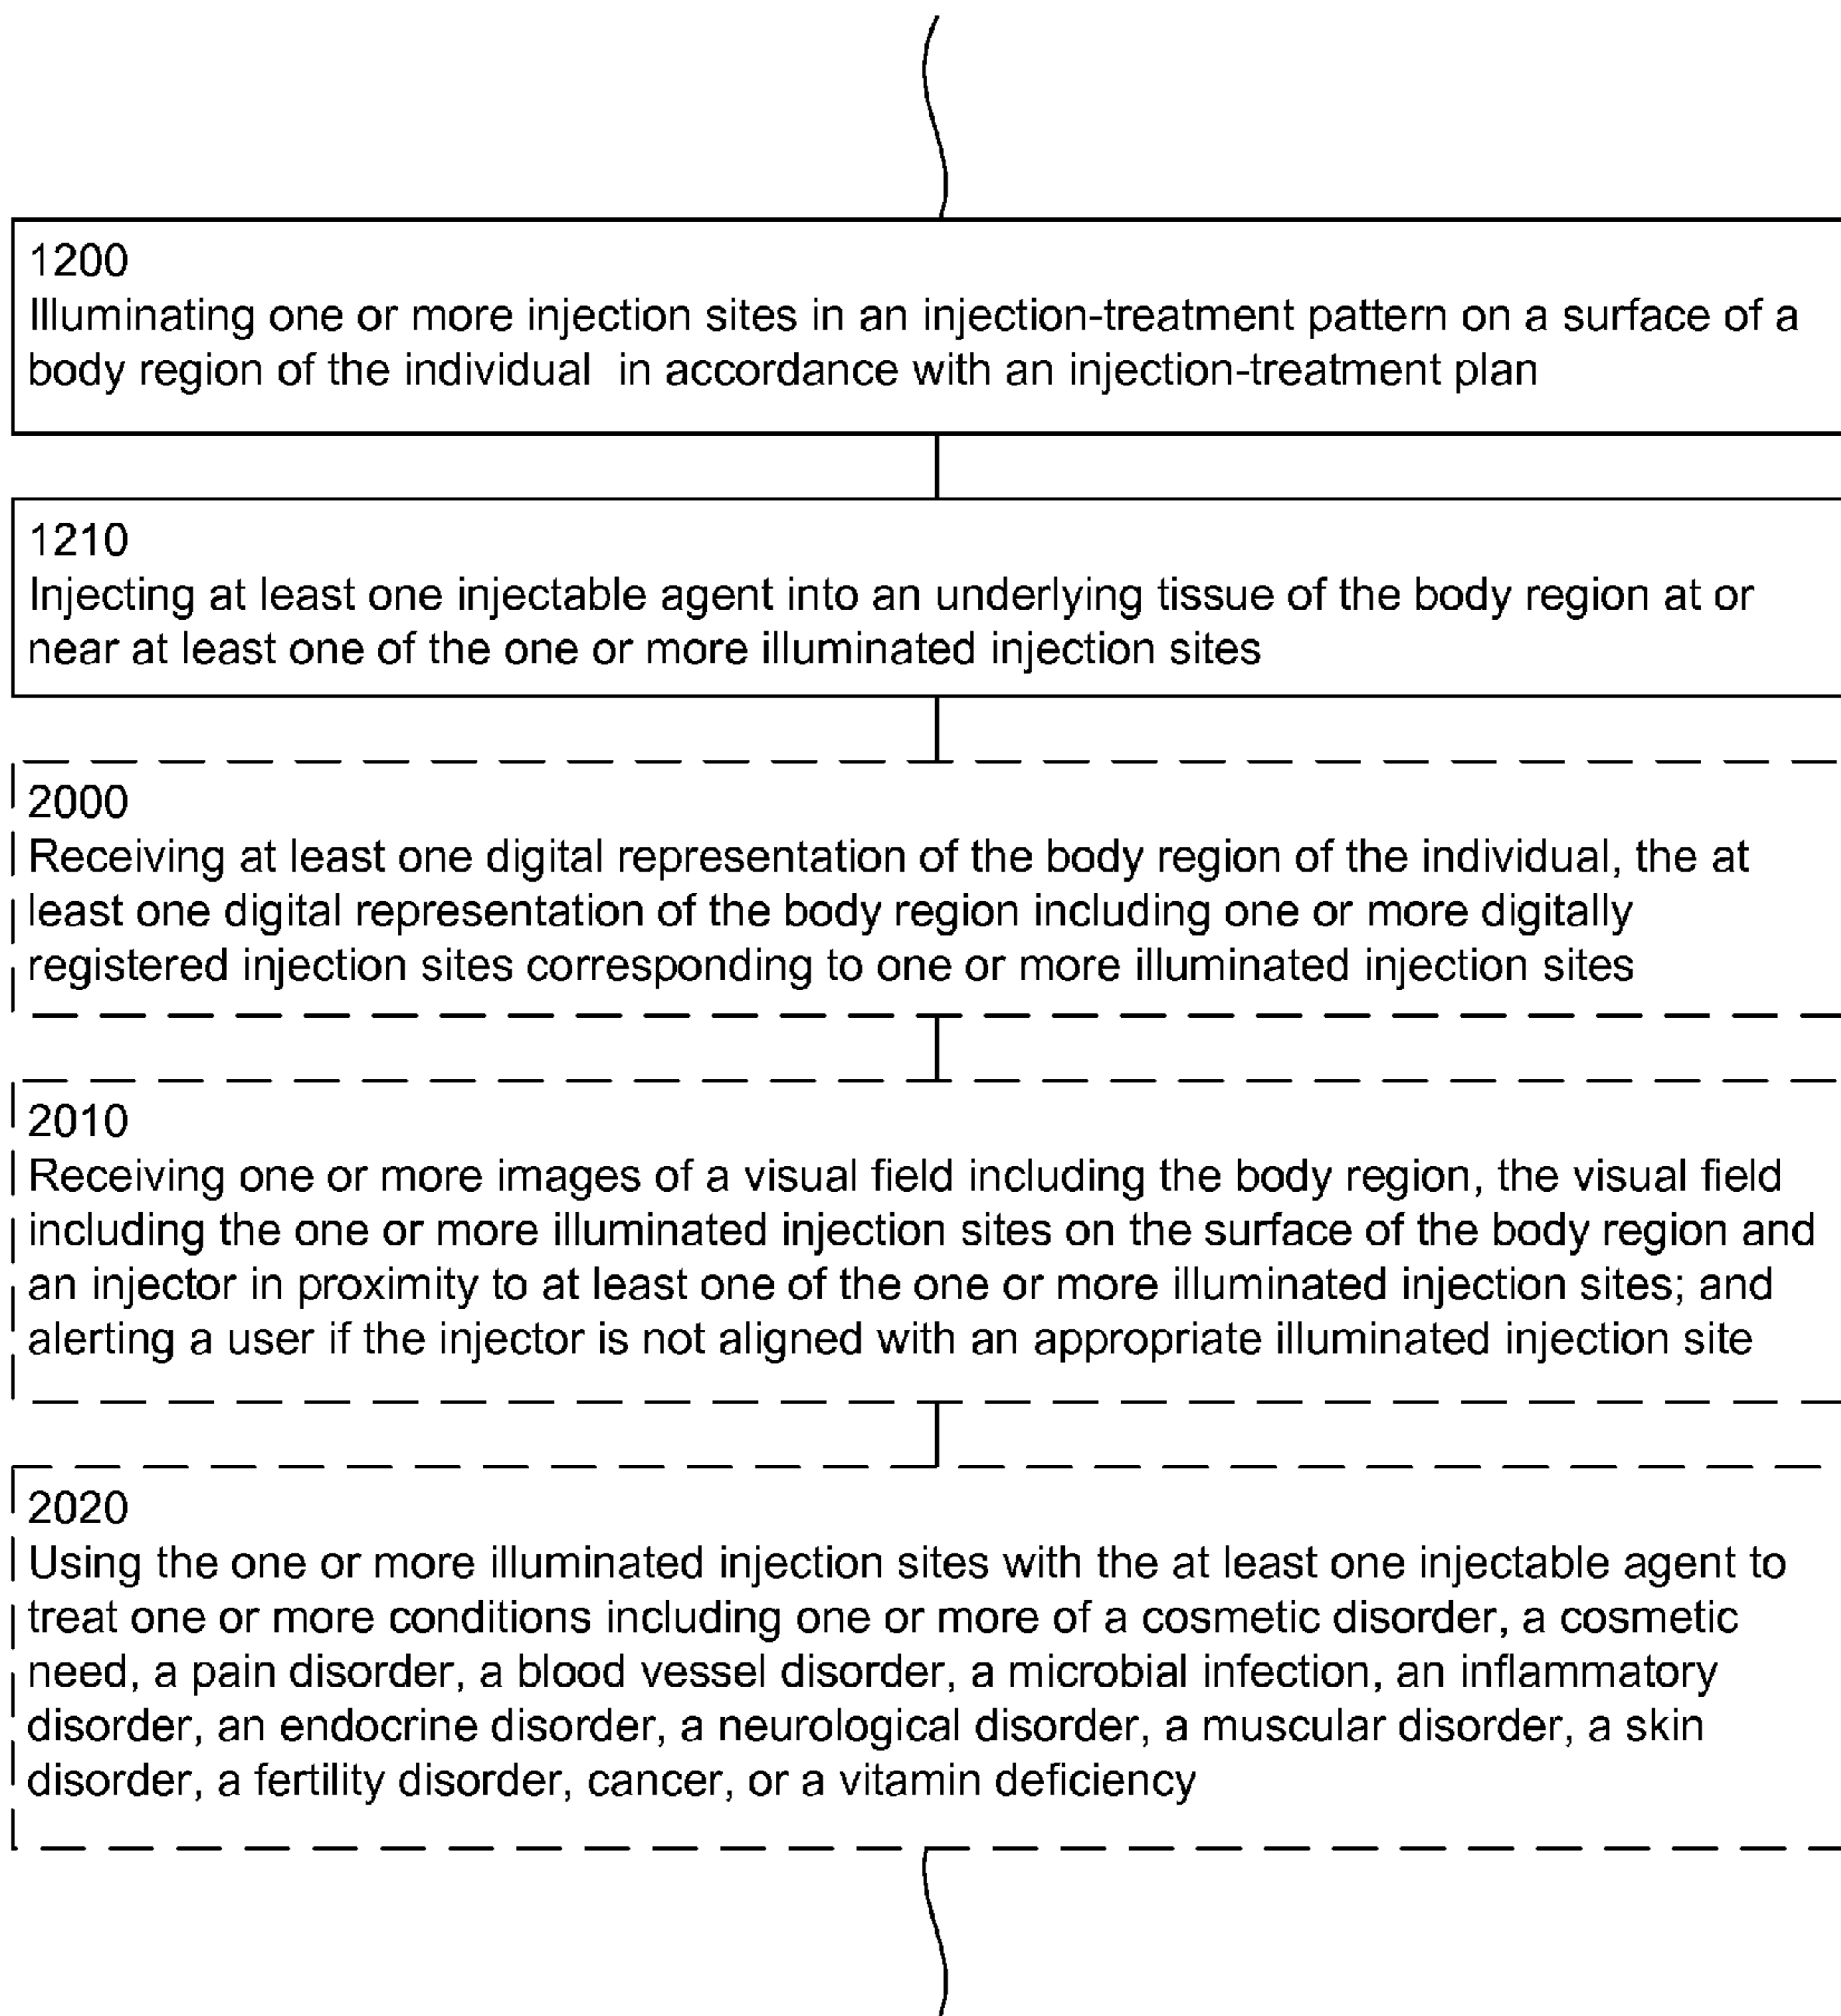 1200
Illuminating one or more injection sites in an injection-treatment pattern on a surface of a
body region of the individual  in accordance with an injection-treatment plan
1210
Injecting at least one injectable agent into an underlying tissue of the body region at or
near at least one of the one or more illuminated injection sites
2000
Receiving at least one digital representation of the body region of the individual, the at
least one digital representation of the body region including one or more digitally
registered injection sites corresponding to one or more illuminated injection sites
2010
Receiving one or more images of a visual field including the body region, the visual field
including the one or more illuminated injection sites on the surface of the body region and
an injector in proximity to at least one of the one or more illuminated injection sites; and
alerting a user if the injector is not aligned with an appropriate illuminated injection site
2020
Using the one or more illuminated injection sites with the at least one injectable agent to
treat one or more conditions including one or more of a cosmetic disorder, a cosmetic
need, a pain disorder, a blood vessel disorder, a microbial infection, an inflammatory
disorder, an endocrine disorder, a neurological disorder, a muscular disorder, a skin
disorder, a fertility disorder, cancer, or a vitamin deficiency